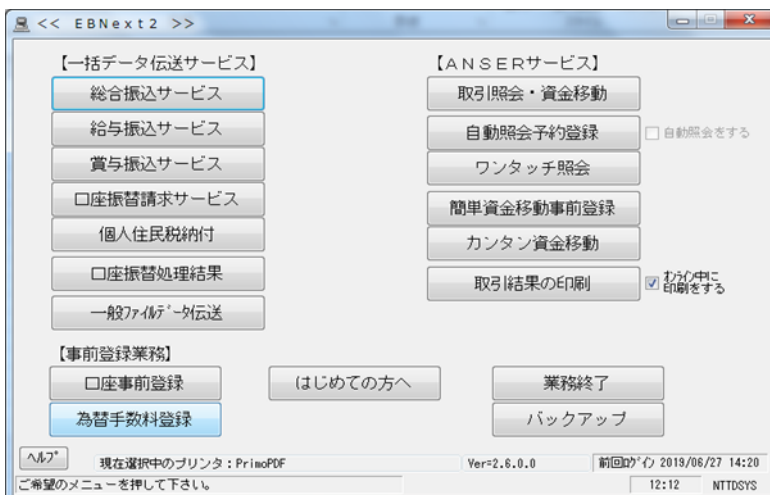 << EBNext2 >>
【一括データ伝送サービス】
総合振込サービス
給与振込サービス
賞与振込サービス
口座振替請求サービス
個人住民税納付
口座振替処理結果
一般ﾌｧｲﾙﾃﾞｰﾀ伝送
【ANSERサービス】
取引照会・資金移動
自動照会予約登録
自動照会をする
ワンタッチ照会
簡単資金移動事前登録
カンタン資金移動
取引結果の印刷
ｵﾝﾗｲﾝ中に
印刷をする
【事前登録業務】
口座事前登録
はじめての方へ
業務終了
為替手数料登録
バックアップ
ﾍﾙﾌﾟ
現在選択中のプリンタ:PrimoPDF
Ver=2.6.0.0
前回ﾛｸﾞｲﾝ 2019/06/27 14:20
ご希望のメニューを押して下さい。
12:12
NTTDSYS